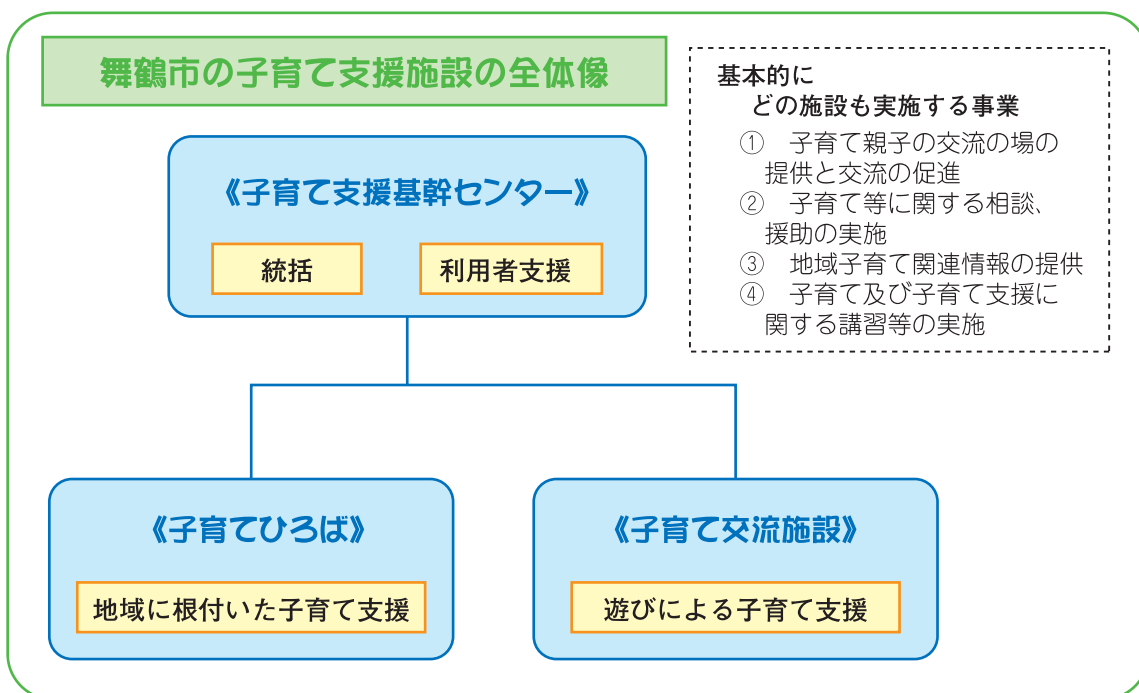 舞鶴市の子育て支援施設の全体像
基本的に
どの施設も実施する事業
① 子育て親子の交流の場の
提供と交流の促進
② 子育て等に関する相談、
援助の実施
③ 地域子育て関連情報の提供
④ 子育て及び子育て支援に
関する講習等の実施
《子育て支援基幹センター》
統括
利用者支援
《子育てひろば》
地域に根付いた子育て支援
《子育て交流施設》
遊びによる子育て支援